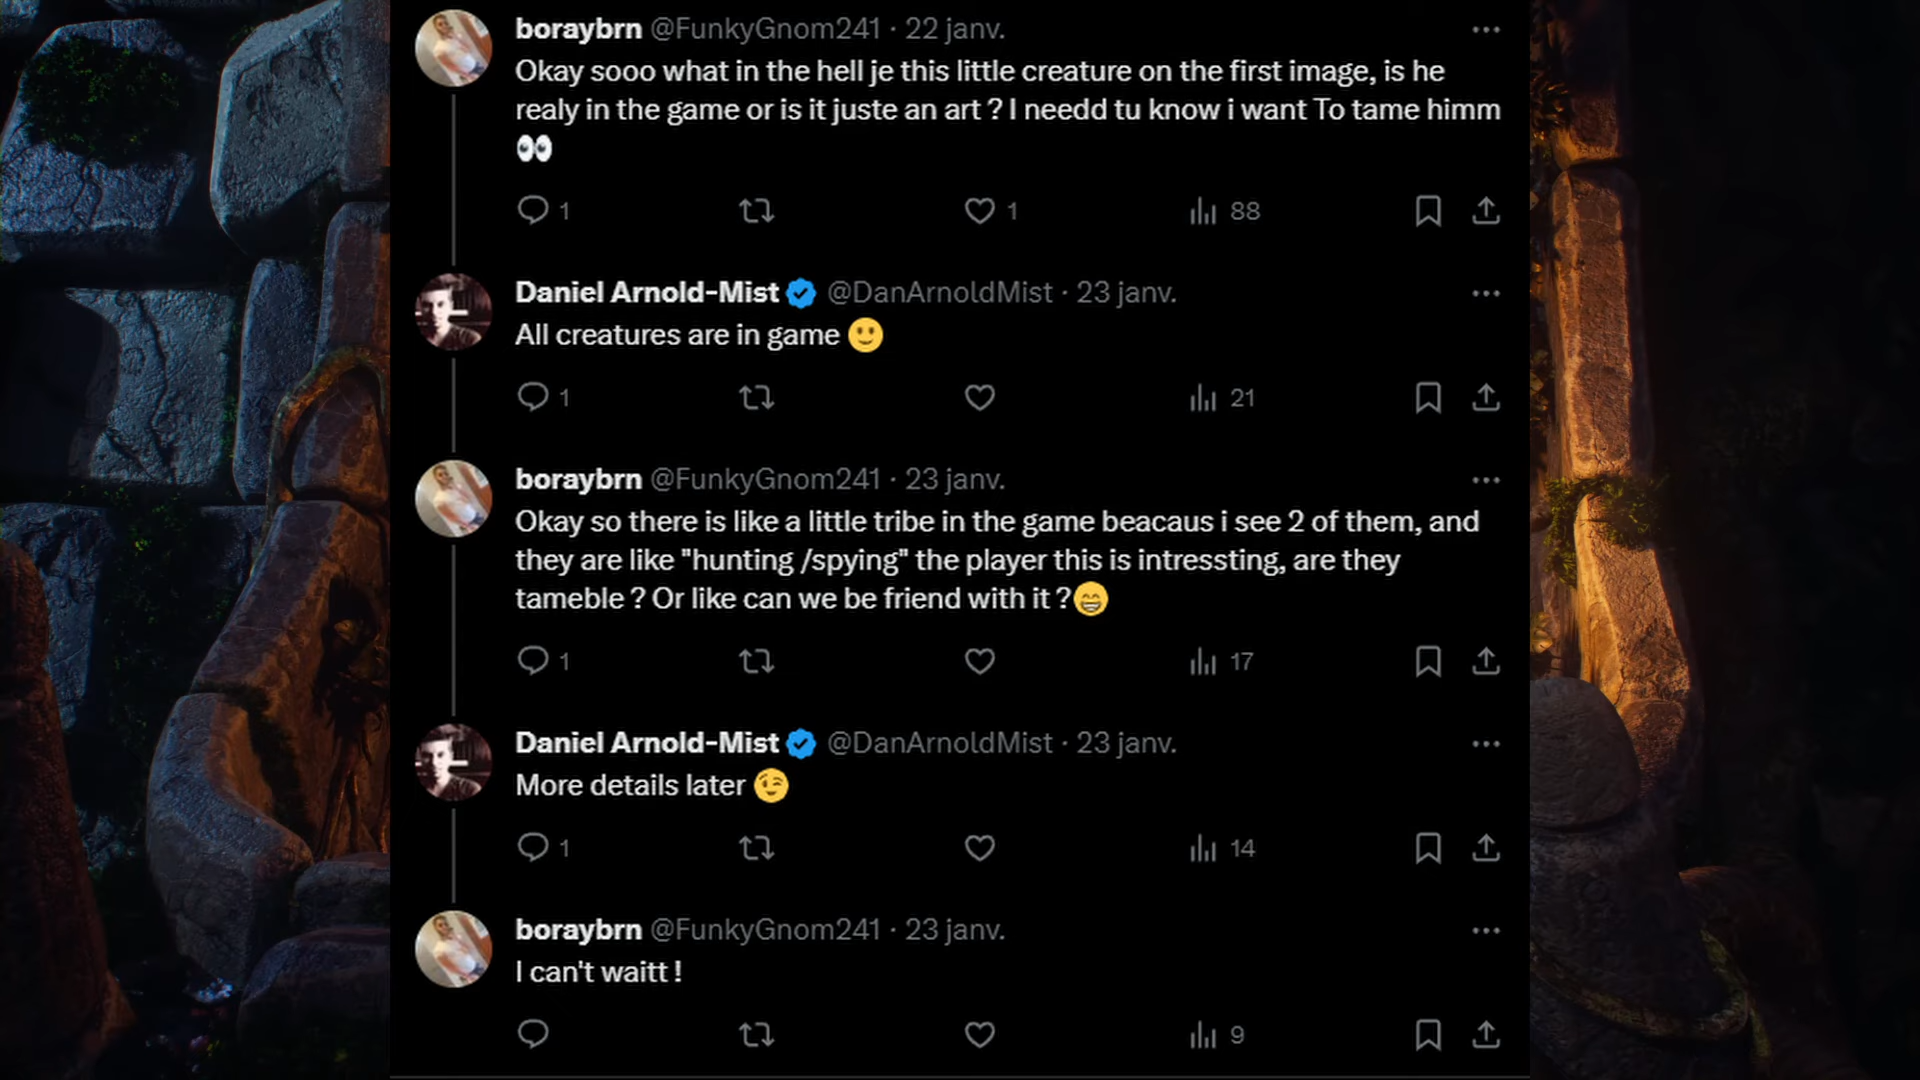 boraybrn @FunkyGnom241 · 22 janv.
Okay sooo what in the hell je this little creature on the first image, is he
realy in the game or is it juste an art ? I needd tu know i want To tame himm
👀
1 1 88
Daniel Arnold-Mist @DanArnoldMist · 23 janv.
All creatures are in game 🙂
1 21
boraybrn @FunkyGnom241 · 23 janv.
Okay so there is like a little tribe in the game beacaus i see 2 of them, and
they are like "hunting /spying" the player this is intressting, are they
tameble ? Or like can we be friend with it ?😁
1 17
Daniel Arnold-Mist @DanArnoldMist · 23 janv.
More details later 😉
1 14
boraybrn @FunkyGnom241 · 23 janv.
I can't waitt !
9